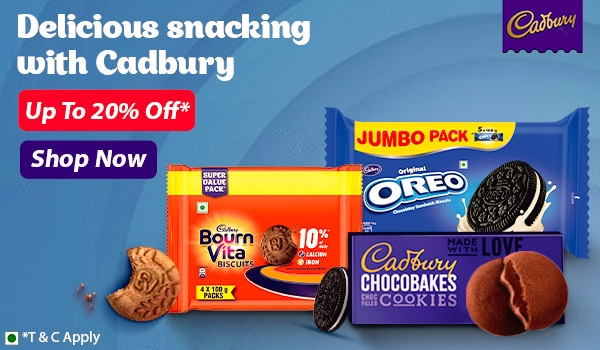 Delicious snacking
with Cadbury
Cadbury
Up To 20% Off*
Shop Now
JUMBO PACK
5 x 100 g
Cadbury
Original
OREO
Chocolatey Sandwich Biscuits
SUPER
VALUE
PACK
Cadbury
Bourn
Vita
BISCUITS
10%
CALCIUM
IRON
4 X 100 g
PACKS
MADE
WITH LOVE
Cadbury
CHOCOBAKES
CHOC
FILLED COOKIES
*T & C Apply